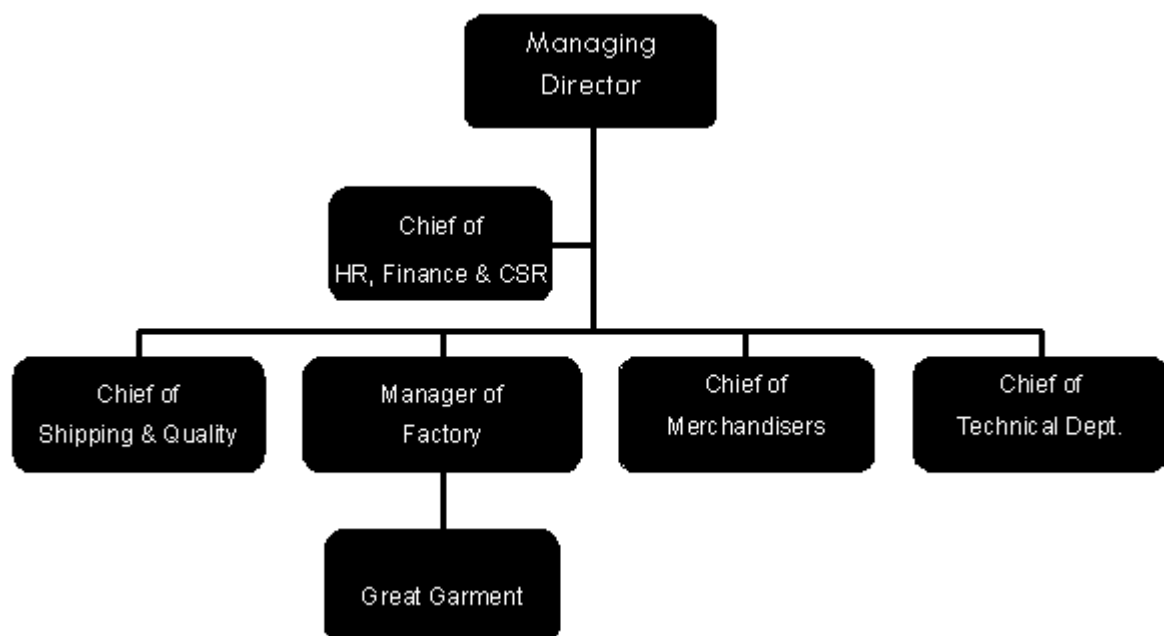 Managing
Director
Chief of
HR, Finance & CSR
Chief of
Shipping & Quality
Manager of
Factory
Chief of
Merchandisers
Chief of
Technical Dept.
Great Garment